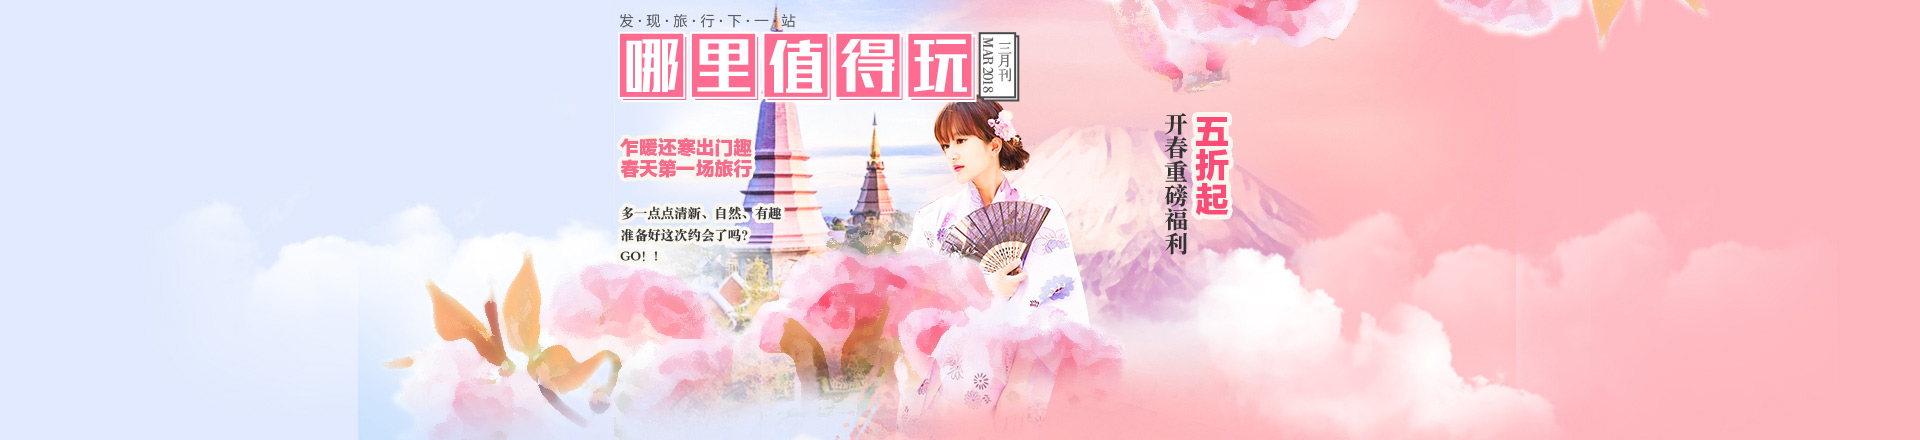 发·现·旅·行·下·一·站
哪里值得玩
三月刊
MAR 2018
乍暖还寒出门趣
春天第一场旅行
多一点点清新、自然、有趣
准备好这次约会了吗?
GO! !
五折起
开春重磅福利